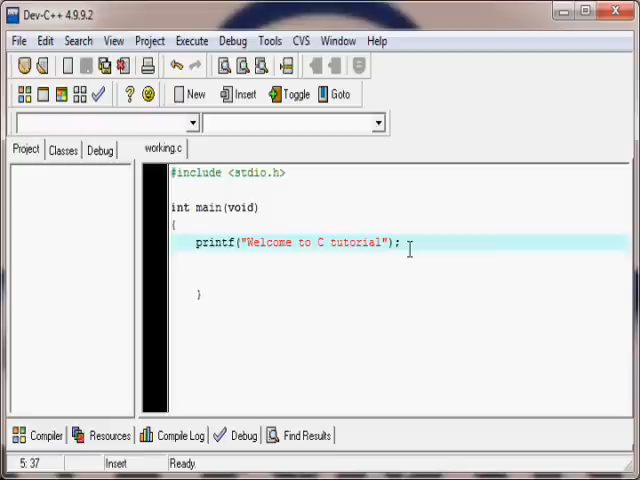 Dev-C++ 4.9.9.2
File Edit Search View Project Execute Debug Tools CVS Window Help
New Insert Toggle Goto
Project Classes Debug working.c
#include <stdio.h>
int main(void)
{
printf("Welcome to C tutorial");
}
Compiler Resources Compile Log Debug Find Results
5: 37 Insert Ready.